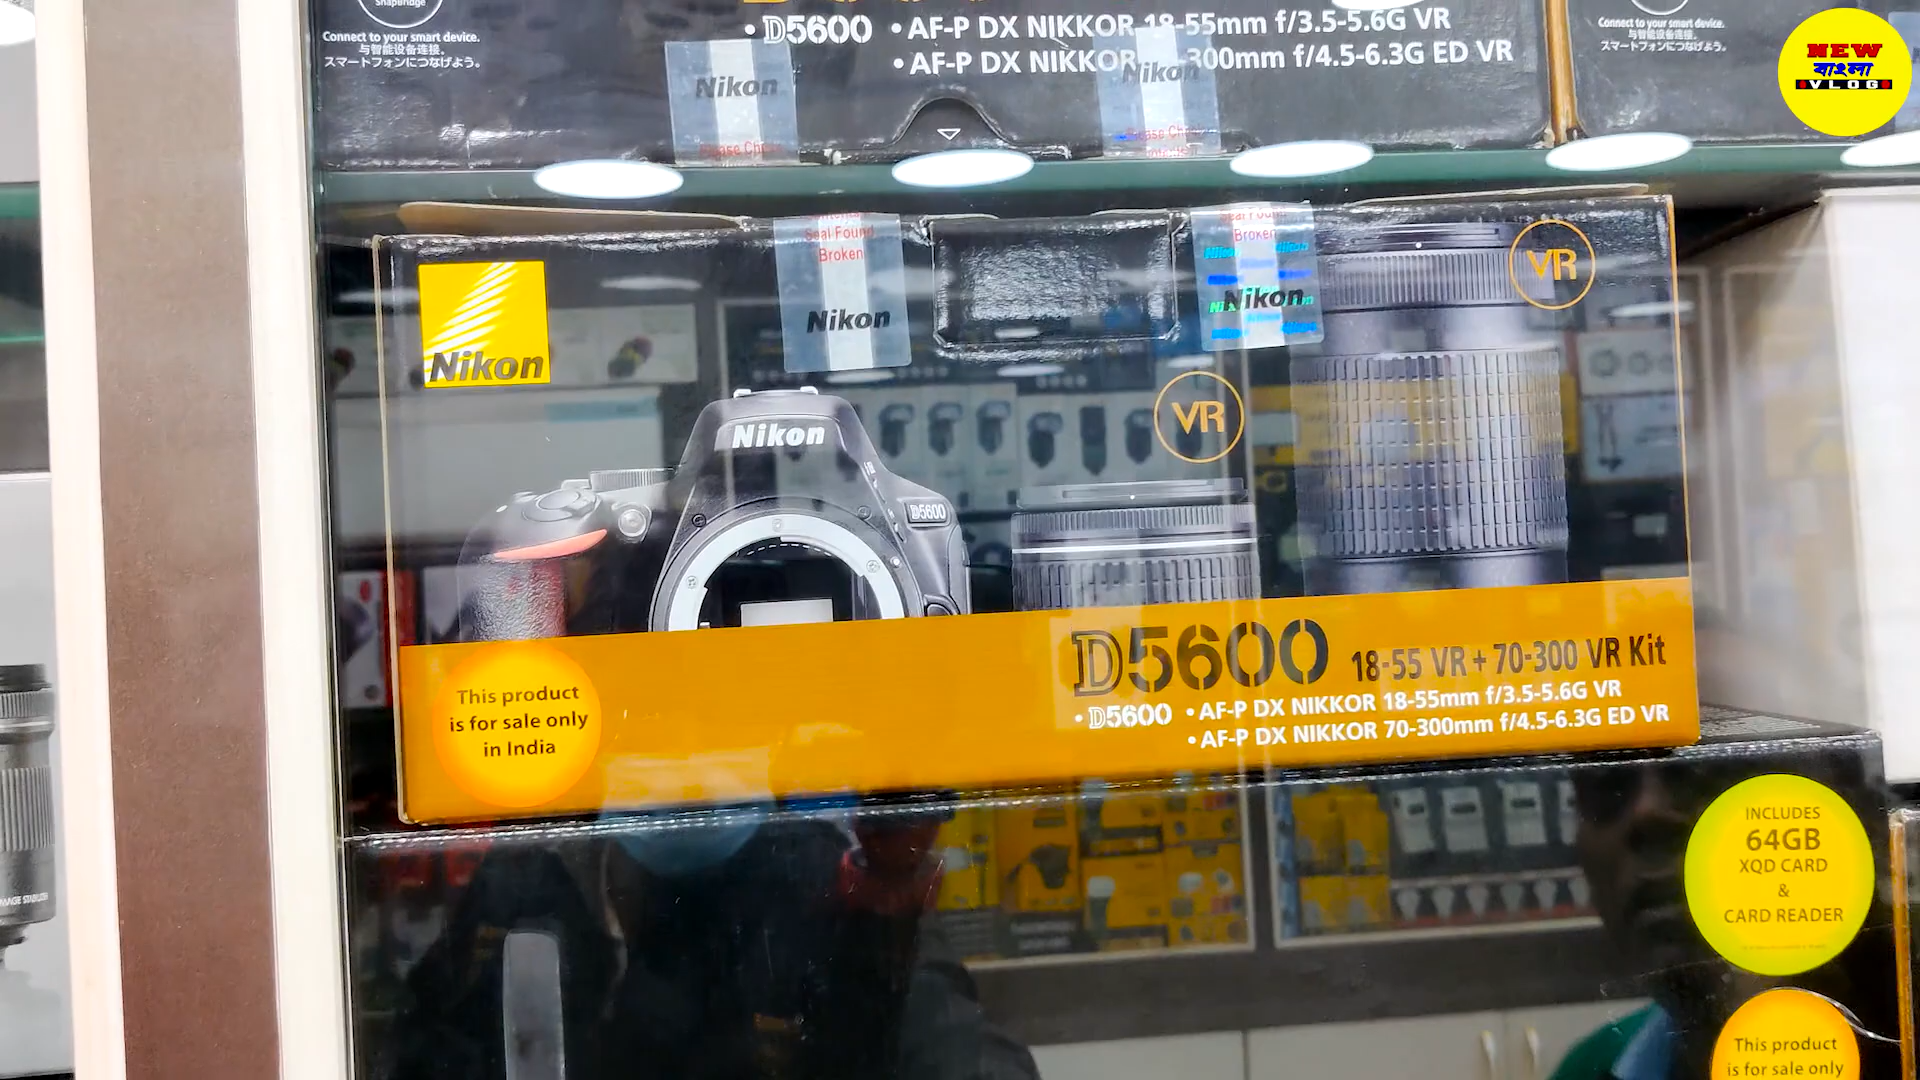 SnapBridge
Connect to your smart device.
与智能设备连接.
スマートフォンにつなげよう。
• D5600 • AF-P DX NIKKOR 18-55mm f/3.5-5.6G VR
• AF-P DX NIKKOR 300mm f/4.5-6.3G ED VR
Nikon
Nikon
Connect to your smart device.
与智能设备连接.
スマートフォンにつなげよう。
NEW
বাংলা
VLOG
Seal Found
Broken
Nikon
Seal Found
Broken
Nikon
Nikon
VR
VR
Nikon
D5600
D5600 18-55 VR + 70-300 VR Kit
• D5600 • AF-P DX NIKKOR 18-55mm f/3.5-5.6G VR
• AF-P DX NIKKOR 70-300mm f/4.5-6.3G ED VR
This product
is for sale only
in India
INCLUDES
64GB
XQD CARD
&
CARD READER
This product
is for sale only